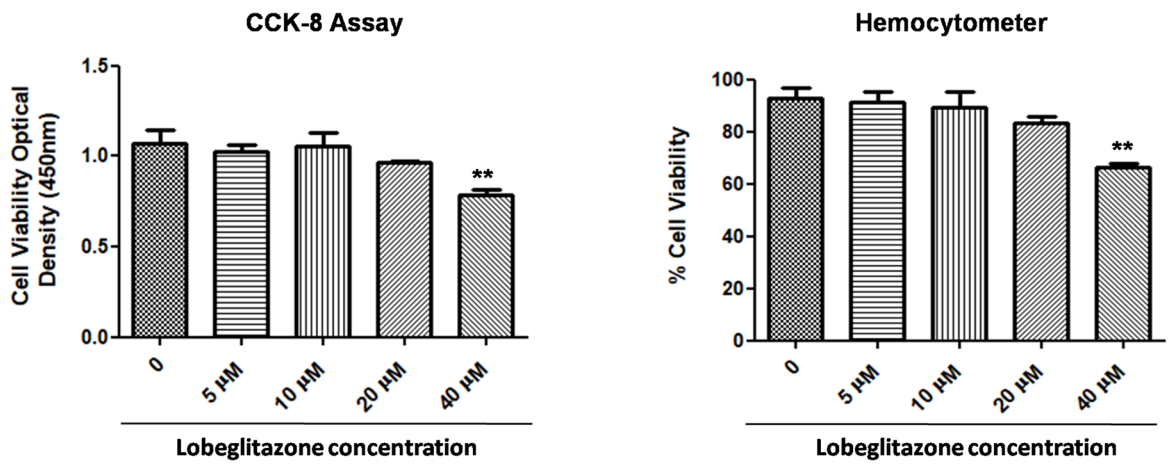 CCK-8 Assay
Cell Viability Optical
Density (450nm)
1.5
1.0
0.5
0.0
**
0
5 µM
10 µM
20 µM
40 µM
Lobeglitazone concentration
Hemocytometer
% Cell Viability
100
80
60
40
20
0
**
0
5 µM
10 µM
20 µM
40 µM
Lobeglitazone concentration